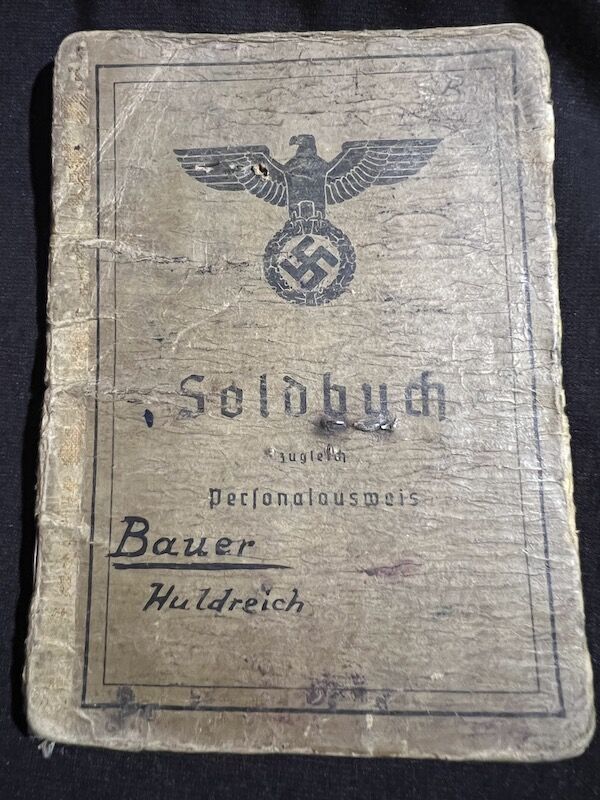 R
Soldbuch
zugleich
Personalausweis
Bauer
Huldreich